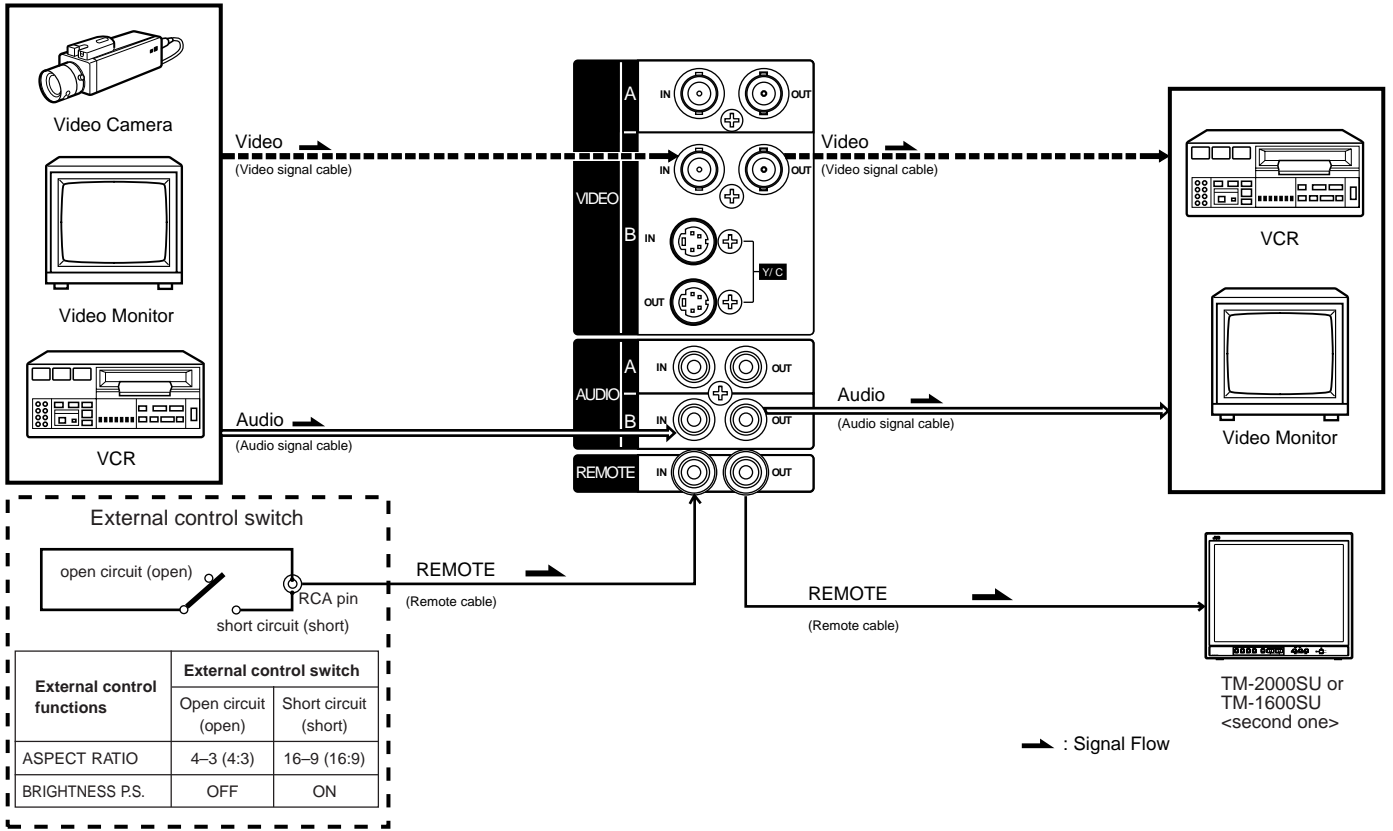 Video Camera
Video Monitor
VCR
Video
(Video signal cable)
Audio
(Audio signal cable)
VIDEO
A
IN
OUT
B
IN
OUT
IN
OUT
Y/C
AUDIO
A
IN
OUT
B
IN
OUT
REMOTE
IN
OUT
Video
(Video signal cable)
Audio
(Audio signal cable)
VCR
Video Monitor
External control switch
open circuit (open)
RCA pin
short circuit (short)
REMOTE
(Remote cable)
REMOTE
(Remote cable)
External control functions
External control switch
Open circuit (open)
Short circuit (short)
ASPECT RATIO
4–3 (4:3)
16–9 (16:9)
BRIGHTNESS P.S.
OFF
ON
TM-2000SU or
TM-1600SU
<second one>
: Signal Flow